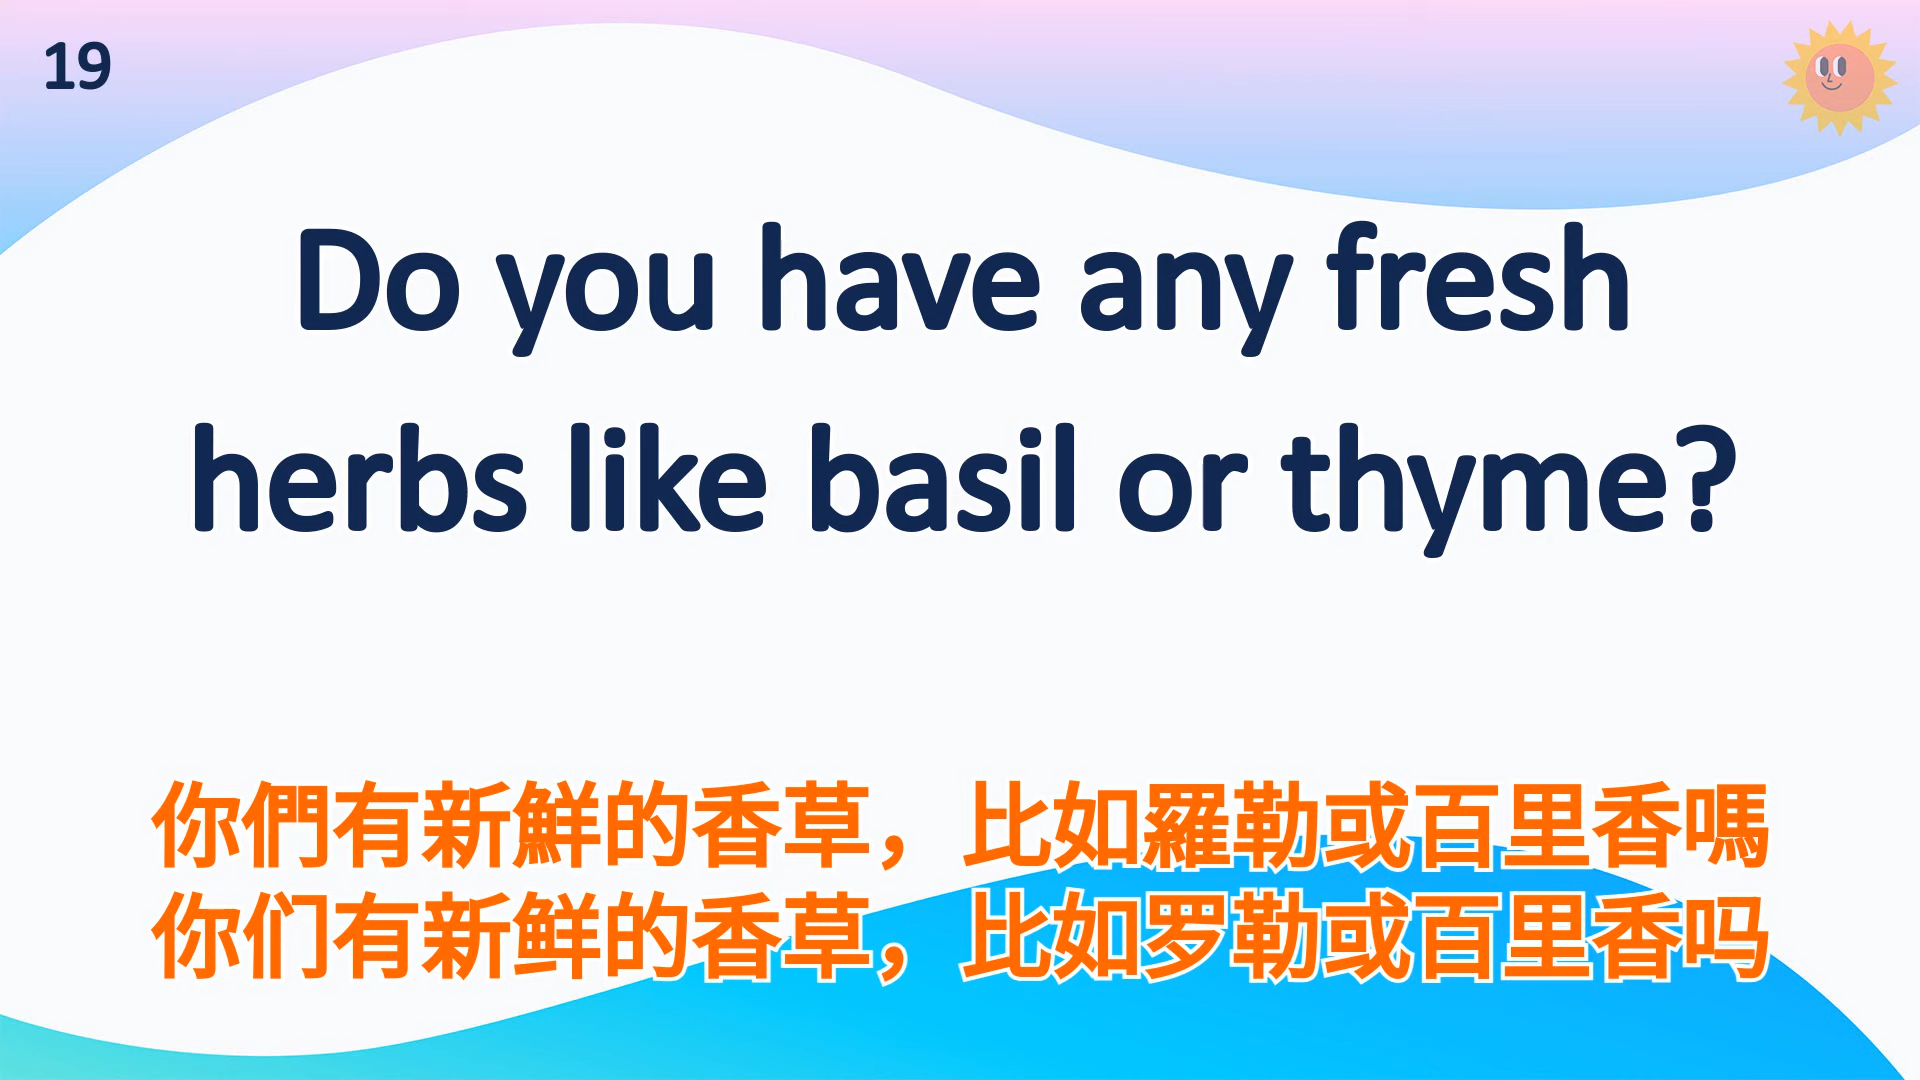 19
Do you have any fresh
herbs like basil or thyme?
你們有新鮮的香草，比如羅勒或百里香嗎
你们有新鲜的香草，比如罗勒或百里香吗